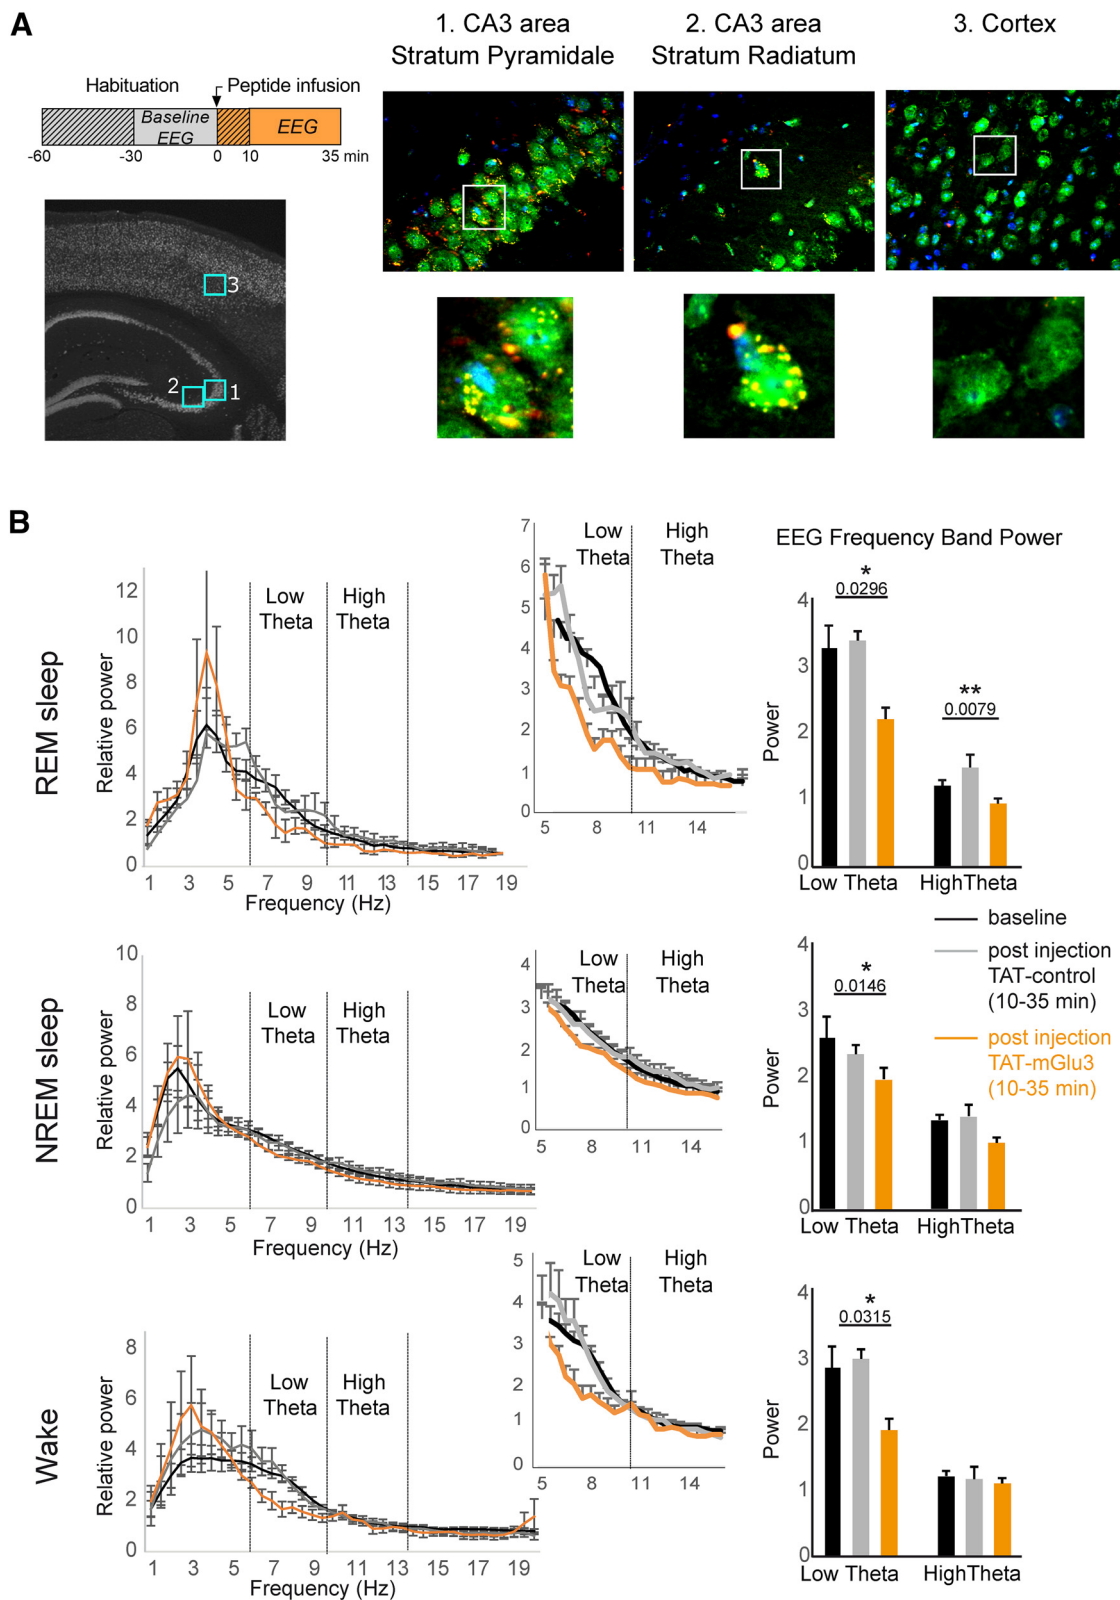 A
1. CA3 area
Stratum Pyramidale
2. CA3 area
Stratum Radiatum
3. Cortex
Habituation
Peptide infusion
Baseline
EEG
EEG
-60 -30 0 10 35 min
3
2
1
B
REM sleep
Relative power
12
10
8
6
4
2
0
Low
Theta
High
Theta
1 3 5 7 9 11 13 15 17 19
Frequency (Hz)
7
6
5
4
3
2
1
0
Low
Theta
High
Theta
5 8 11 14
EEG Frequency Band Power
*
0.0296
**
0.0079
Power
4
3
2
1
0
Low Theta
HighTheta
baseline
post injection
TAT-control
(10-35 min)
post injection
TAT-mGlu3
(10-35 min)
NREM sleep
Relative power
10
8
6
4
2
0
Low
Theta
High
Theta
1 3 5 7 9 11 13 15 17 19
Frequency (Hz)
4
3
2
1
0
Low
Theta
High
Theta
5 8 11 14
*
0.0146
Power
4
3
2
1
0
Low Theta
HighTheta
Wake
Relative power
8
6
4
2
0
Low
Theta
High
Theta
1 3 5 7 9 11 13 15 17 19
Frequency (Hz)
5
4
3
2
1
0
Low
Theta
High
Theta
5 8 11 14
*
0.0315
Power
4
3
2
1
0
Low Theta
HighTheta